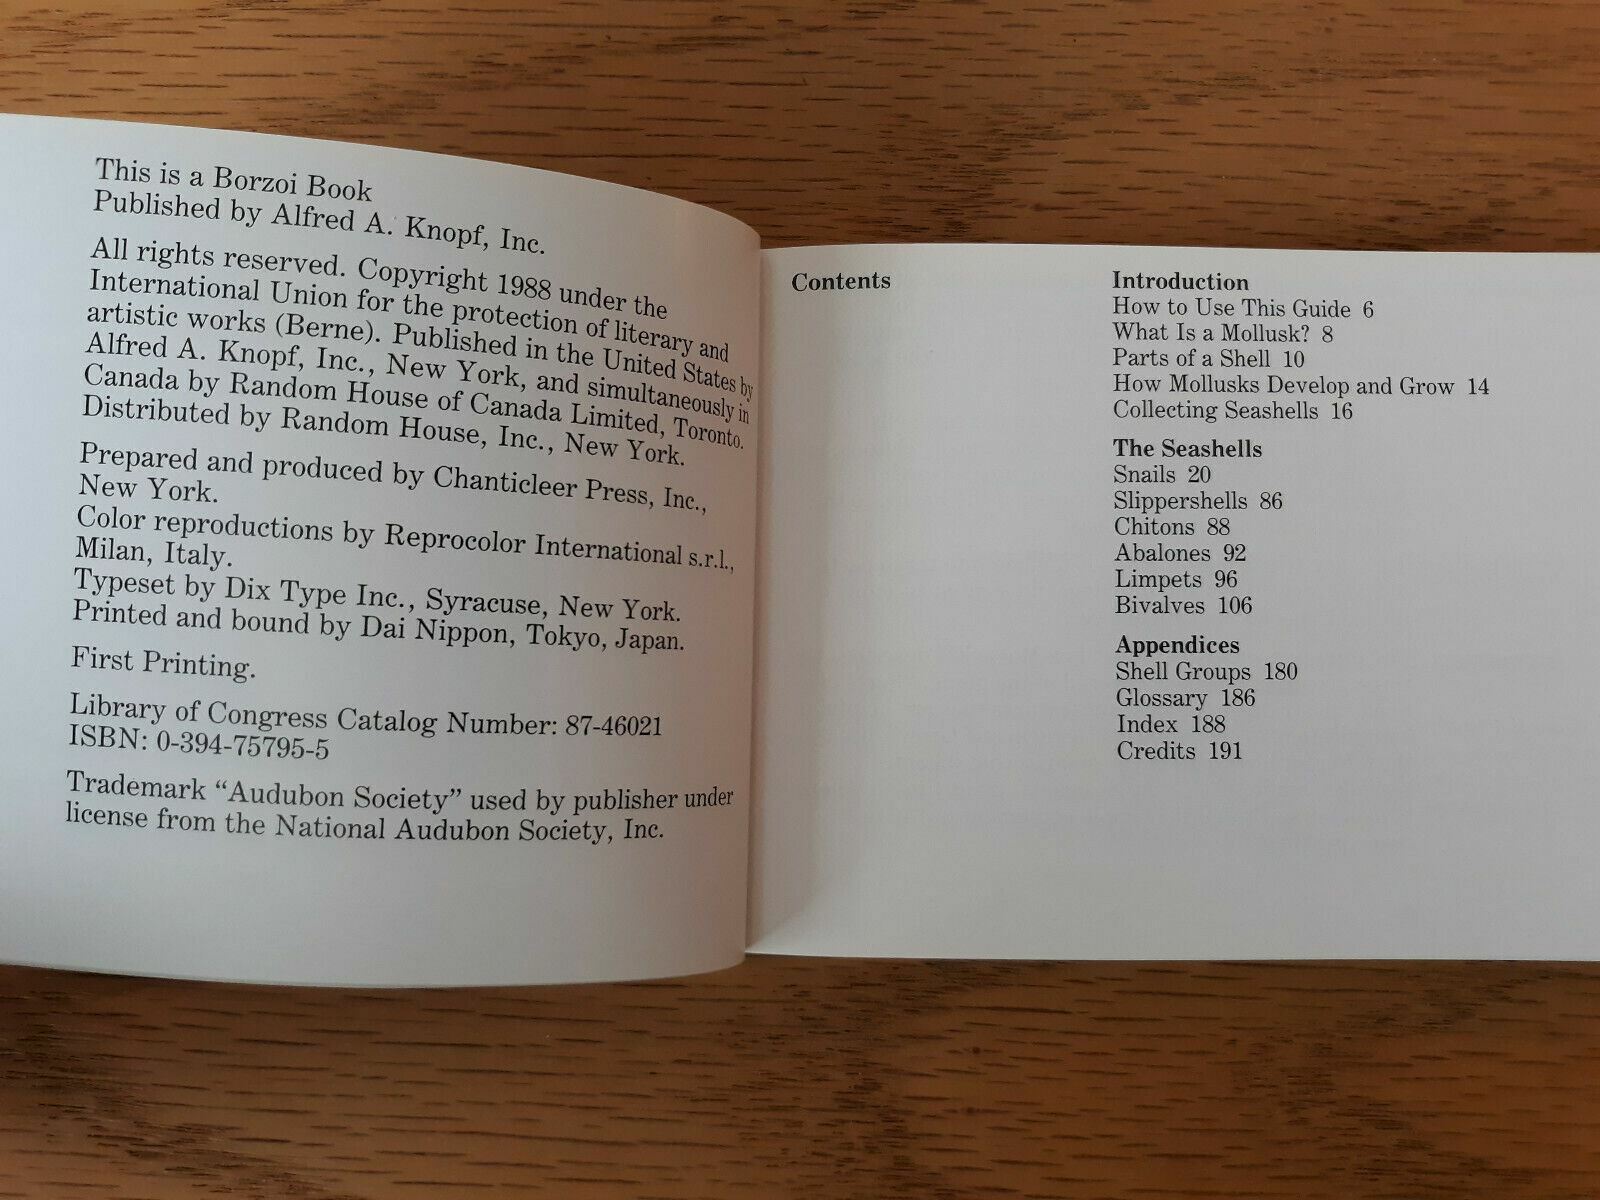 This is a Borzoi Book
Published by Alfred A. Knopf, Inc.
All rights reserved. Copyright 1988 under the
International Union for the protection of literary and
artistic works (Berne). Published in the United States by
Alfred A. Knopf, Inc., New York, and simultaneously in
Canada by Random House of Canada Limited, Toronto.
Distributed by Random House, Inc., New York.
Prepared and produced by Chanticleer Press, Inc.,
New York.
Color reproductions by Reprocolor International s.r.l.,
Milan, Italy.
Typeset by Dix Type Inc., Syracuse, New York.
Printed and bound by Dai Nippon, Tokyo, Japan.
First Printing.
Library of Congress Catalog Number: 87-46021
ISBN: 0-394-75795-5
Trademark “Audubon Society” used by publisher under
license from the National Audubon Society, Inc.
Contents
Introduction
How to Use This Guide 6
What Is a Mollusk? 8
Parts of a Shell 10
How Mollusks Develop and Grow 14
Collecting Seashells 16
The Seashells
Snails 20
Slippershells 86
Chitons 88
Abalones 92
Limpets 96
Bivalves 106
Appendices
Shell Groups 180
Glossary 186
Index 188
Credits 191